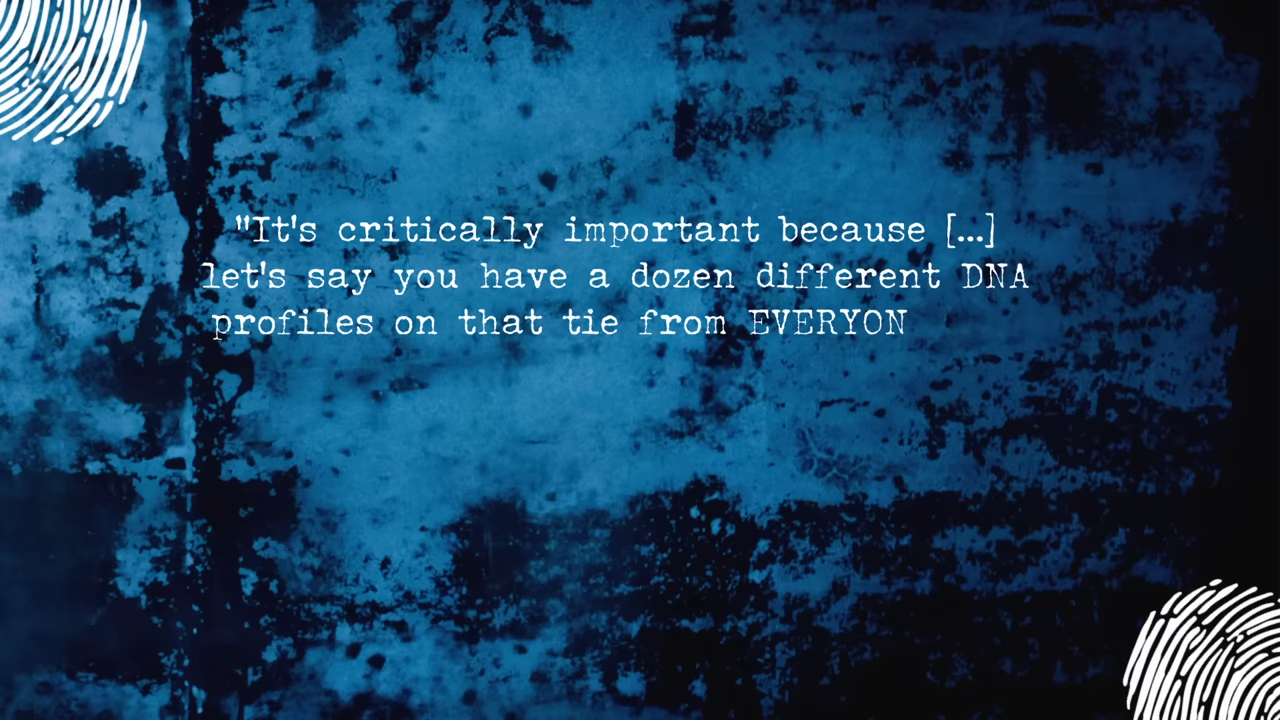 "It's critically important because [...]
let's say you have a dozen different DNA
profiles on that tie from EVERYON